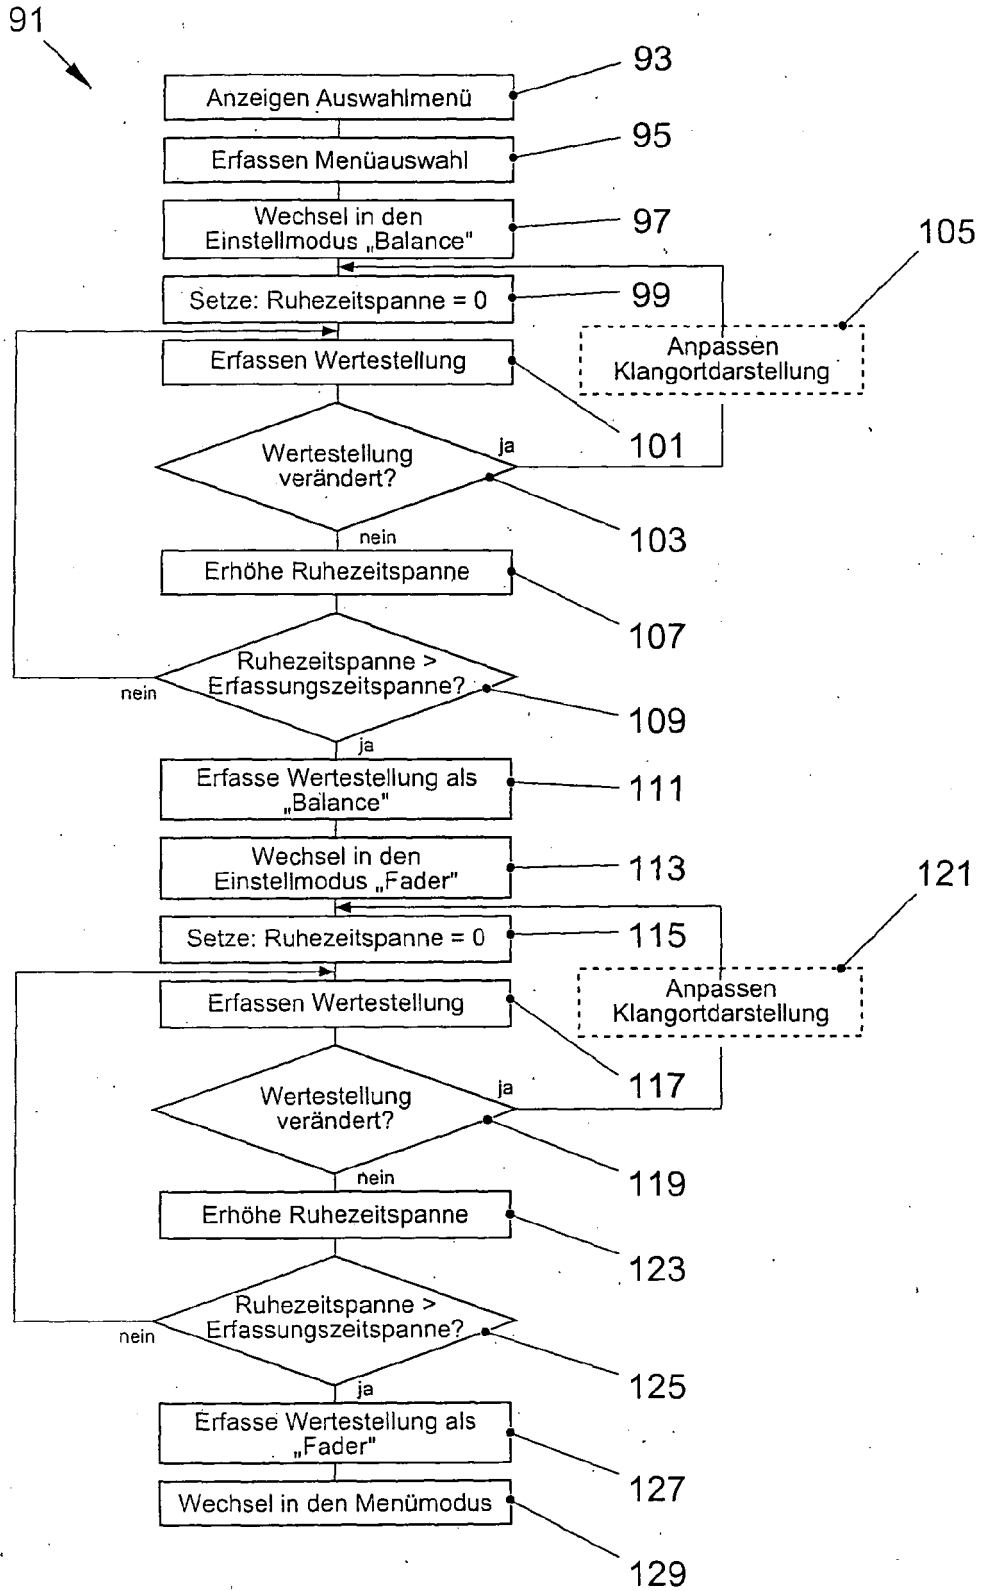 91
93
Anzeigen Auswahlmenü
95
Erfassen Menüauswahl
97
Wechsel in den
Einstellmodus „Balance"
105
99
Setze: Ruhezeitspanne = 0
Anpassen
Klangortdarstellung
Erfassen Wertestellung
101
ja
Wertestellung
verändert?
103
nein
Erhöhe Ruhezeitspanne
107
Ruhezeitspanne >
Erfassungszeitspanne?
nein
109
ja
Erfasse Wertestellung als
„Balance"
111
Wechsel in den
Einstellmodus „Fader"
113
121
Setze: Ruhezeitspanne = 0
115
Anpassen
Klangortdarstellung
Erfassen Wertestellung
117
ja
Wertestellung
verändert?
119
nein
Erhöhe Ruhezeitspanne
123
Ruhezeitspanne >
Erfassungszeitspanne?
nein
125
ja
Erfasse Wertestellung als
„Fader"
127
Wechsel in den Menümodus
129